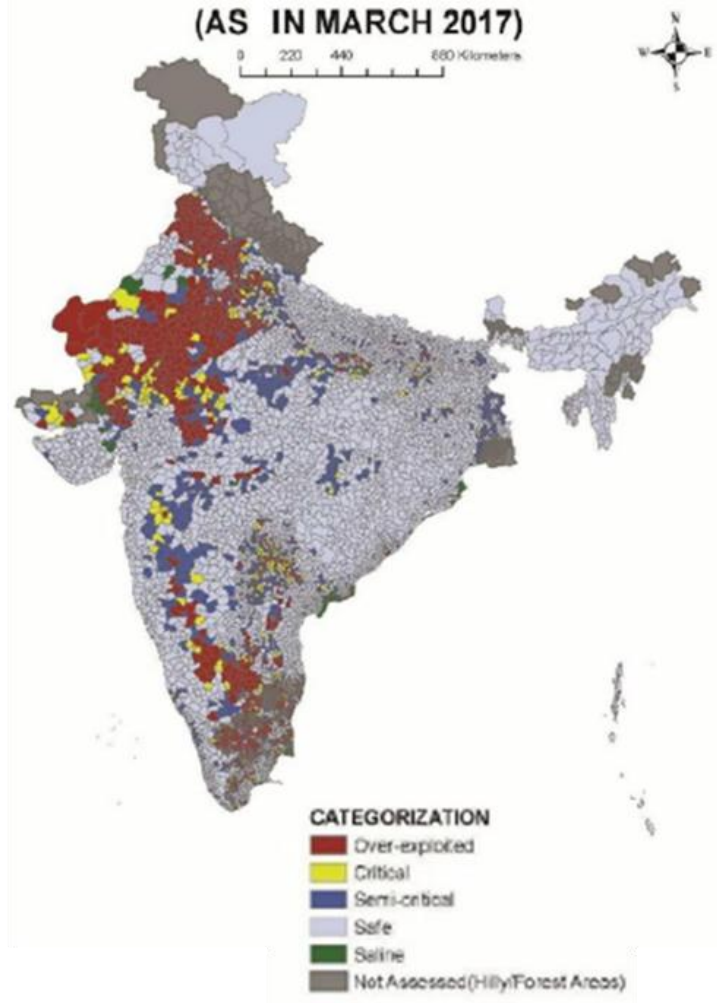 (AS IN MARCH 2017)
N
0 220 440 880 Kilometers
W E
S
CATEGORIZATION
Over-exploited
Critical
Semi-critical
Safe
Saline
Not Assessed(Hilly/Forest Areas)